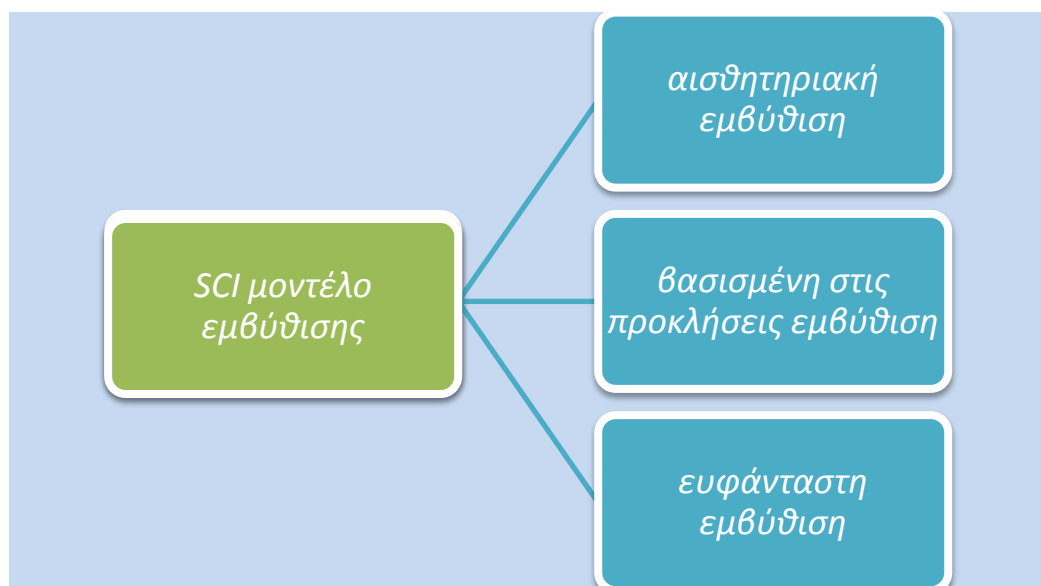 αισθητηριακή
εμβύθιση
SCI μοντέλο
εμβύθισης
βασισμένη στις
προκλήσεις εμβύθιση
ευφάνταστη
εμβύθιση